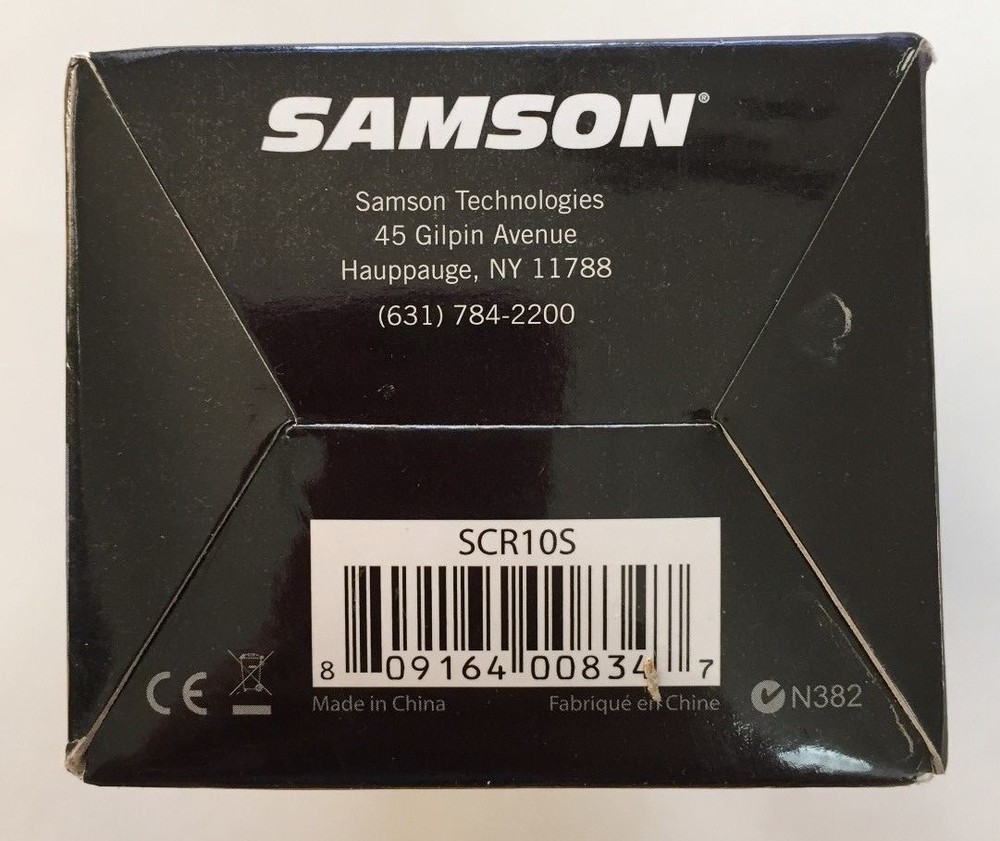 SAMSON®
Samson Technologies
45 Gilpin Avenue
Hauppauge, NY 11788
(631) 784-2200
SCR10S
8 09164 00834 7
Made in China Fabriqué en Chine
CE N382